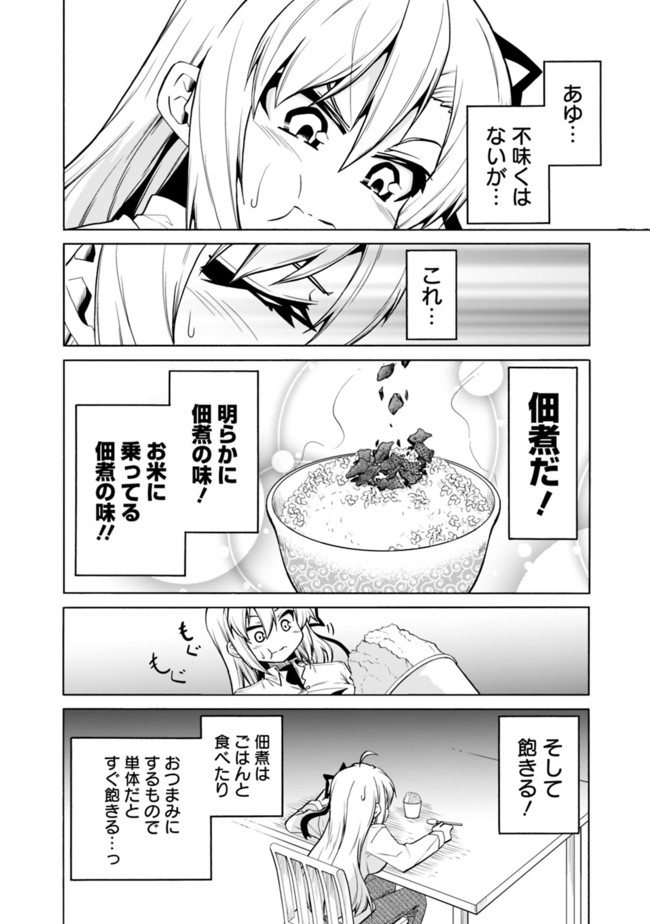 あゆ…
不味くは
ないが…
これ…
佃煮だ!
明らかに
佃煮の味!
お米に
乗ってる
佃煮の味!!
もぐ
もぐ
そして
飽きる!
佃煮は
ごはんと
食べたり
おつまみに
するもので
単体だと
すぐ飽きる…っ